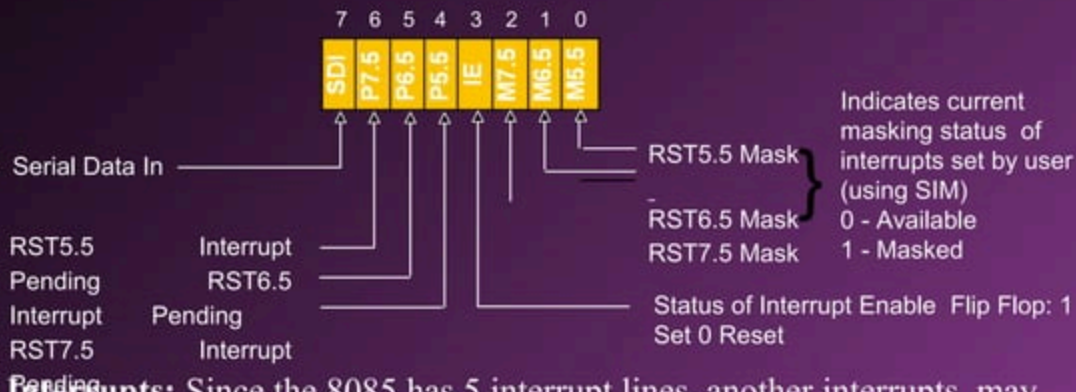 7 6 5 4 3 2 1 0
SDI P7.5 P6.5 P5.5 IE M7.5 M6.5 M5.5
Serial Data In
RST5.5 Interrupt
Pending RST6.5
Interrupt Pending
RST7.5 Interrupt
Pending
RST5.5 Mask
RST6.5 Mask
RST7.5 Mask
Indicates current
masking status of
interrupts set by user
(using SIM)
0 - Available
1 - Masked
Status of Interrupt Enable Flip Flop: 1
Set 0 Reset
Interrupts: Since the 8085 has 5 interrupt lines, another interrupts may